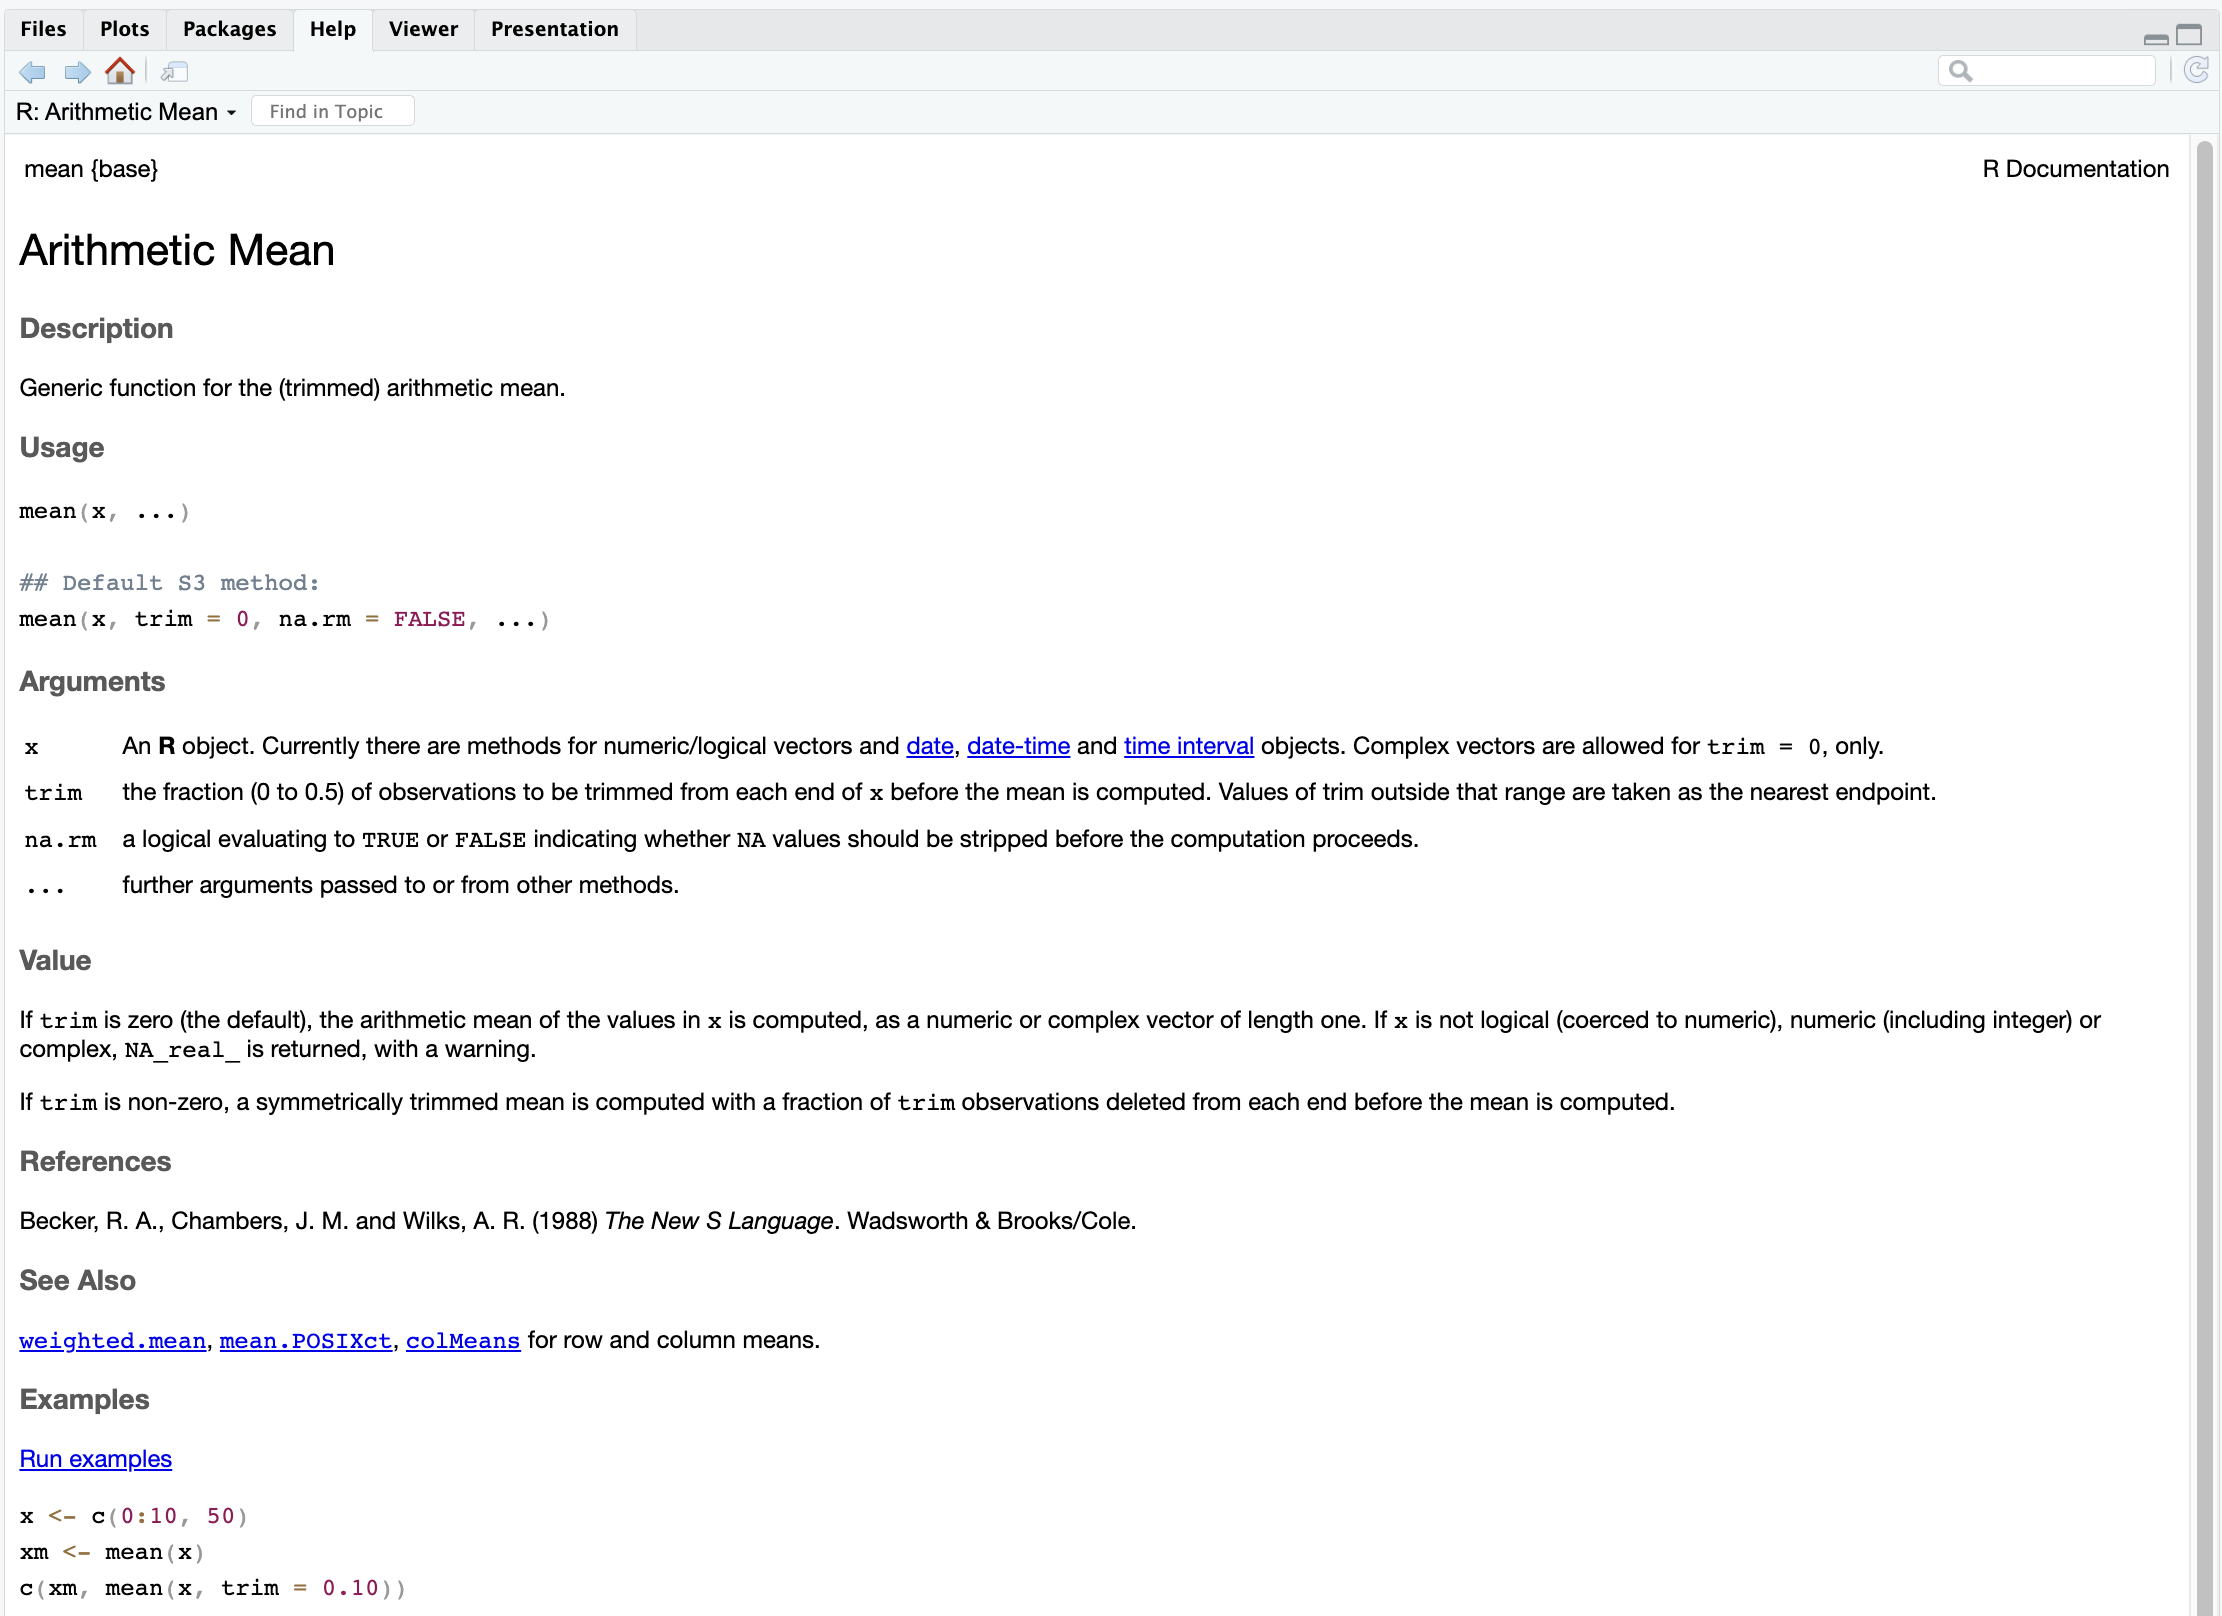 Files Plots Packages Help Viewer Presentation
R: Arithmetic Mean Find in Topic
mean {base} R Documentation
Arithmetic Mean
Description
Generic function for the (trimmed) arithmetic mean.
Usage
mean(x, ...)
## Default S3 method:
mean(x, trim = 0, na.rm = FALSE, ...)
Arguments
x An R object. Currently there are methods for numeric/logical vectors and date, date-time and time interval objects. Complex vectors are allowed for trim = 0, only.
trim the fraction (0 to 0.5) of observations to be trimmed from each end of x before the mean is computed. Values of trim outside that range are taken as the nearest endpoint.
na.rm a logical evaluating to TRUE or FALSE indicating whether NA values should be stripped before the computation proceeds.
... further arguments passed to or from other methods.
Value
If trim is zero (the default), the arithmetic mean of the values in x is computed, as a numeric or complex vector of length one. If x is not logical (coerced to numeric), numeric (including integer) or
complex, NA_real_ is returned, with a warning.
If trim is non-zero, a symmetrically trimmed mean is computed with a fraction of trim observations deleted from each end before the mean is computed.
References
Becker, R. A., Chambers, J. M. and Wilks, A. R. (1988) The New S Language. Wadsworth & Brooks/Cole.
See Also
weighted.mean, mean.POSIXct, colMeans for row and column means.
Examples
Run examples
x <- c(0:10, 50)
xm <- mean(x)
c(xm, mean(x, trim = 0.10))